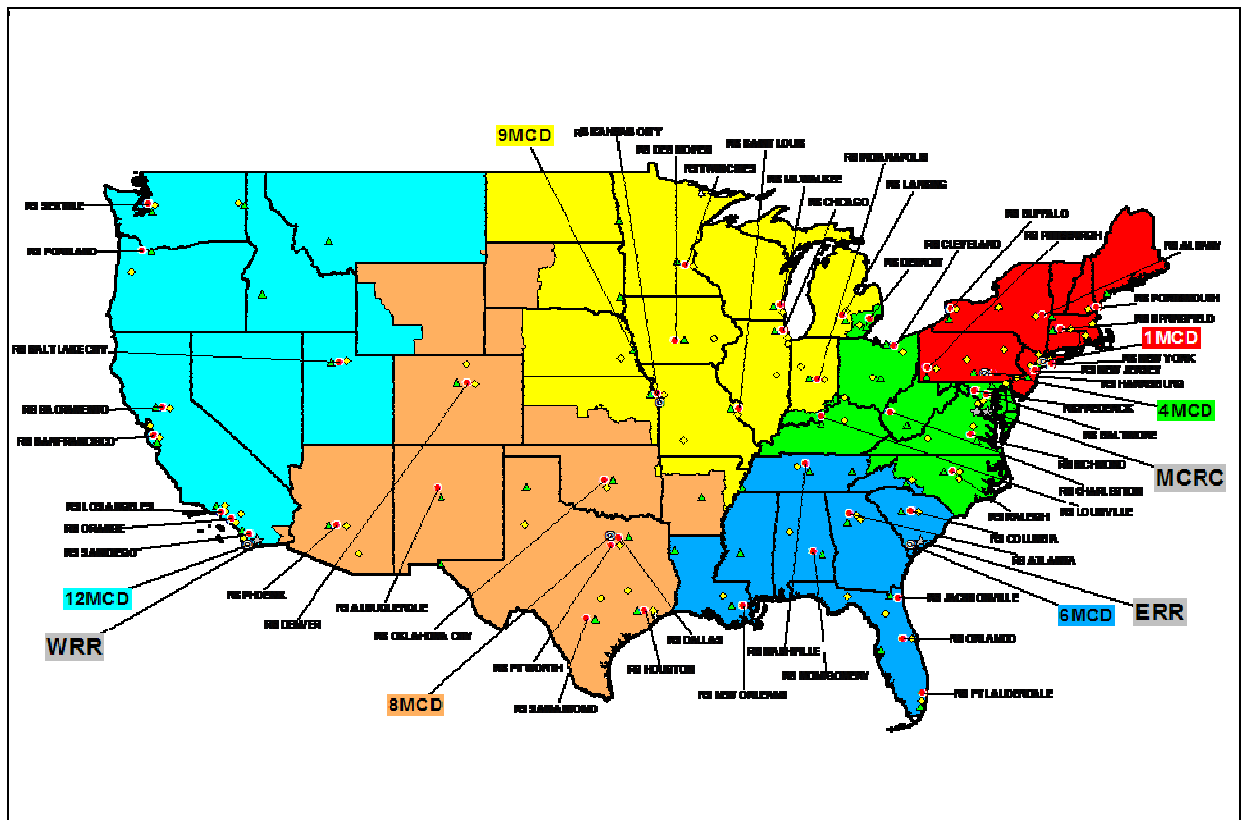 9MCD
RS KANSAS CITY
RS DES MOINES
RS SAINT LOUIS
RS TWINCITIES
RS MILWAUKEE
RS INDIANAPOLIS
RS LANSING
RS CHICAGO
RS BUFFALO
RS PITTSBURGH
RS CLEVELAND
RS DETROIT
RS ALBANY
RS SEATTLE
RS PORTLAND
RS PORTSMOUTH
RS SPRINGFIELD
1MCD
RS NEW YORK
RS NEW JERSEY
RS HARRISBURG
RS SALT LAKE CITY
RS FREDERICK
4MCD
RS SACRAMENTO
RS BALTIMORE
RS SAN FRANCISCO
RS RICHMOND
MCRC
RS CHARLESTON
RS LOUISVILLE
RS RALEIGH
RS LOS ANGELES
RS ORANGE
RS SAN DIEGO
RS COLUMBIA
RS ATLANTA
12MCD
RS PHOENIX
RS ALBUQUERQUE
RS JACKSONVILLE
6MCD
ERR
RS DENVER
RS OKLAHOMA CITY
RS DALLAS
RS ORLANDO
WRR
RS NASHVILLE
RS FT WORTH
RS HOUSTON
RS MONTGOMERY
RS NEW ORLEANS
RS FT LAUDERDALE
8MCD
RS SAN ANTONIO